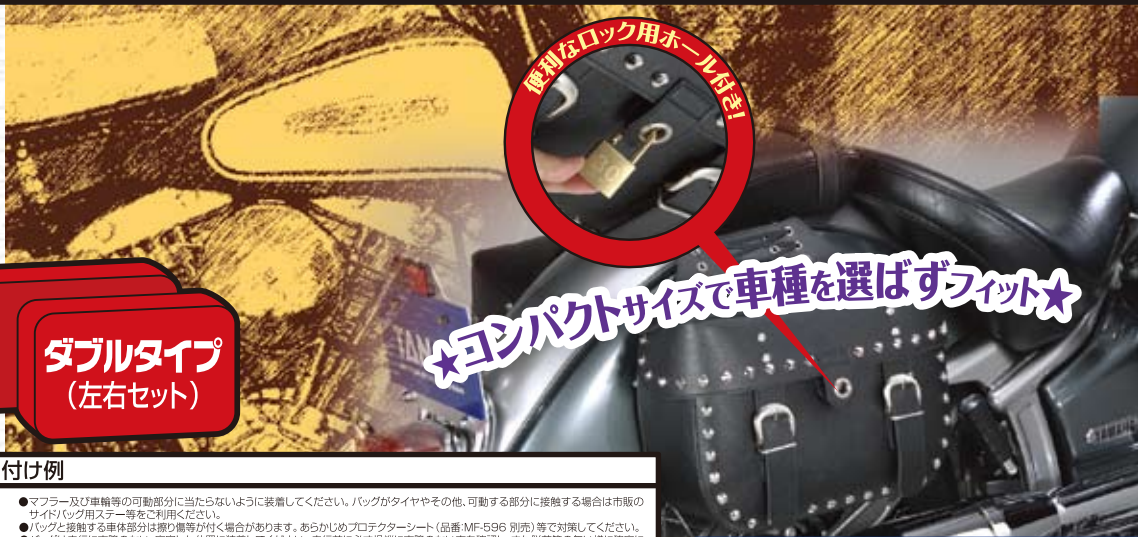 便利なロック用ホール付き!
★コンパクトサイズで車種を選ばずフィット★
ダブルタイプ
(左右セット)
TAN
YAMAHA
付け例
●マフラー及び車輪等の可動部分に当たらないように装着してください。バッグがタイヤやその他、可動する部分に接触する場合は市販の
サイドバッグ用ステー等をご利用ください。
●バッグと接触する車体部分は擦り傷等が付く場合があります。あらかじめプロテクターシート(品番:MF-596 別売)等で対策してください。